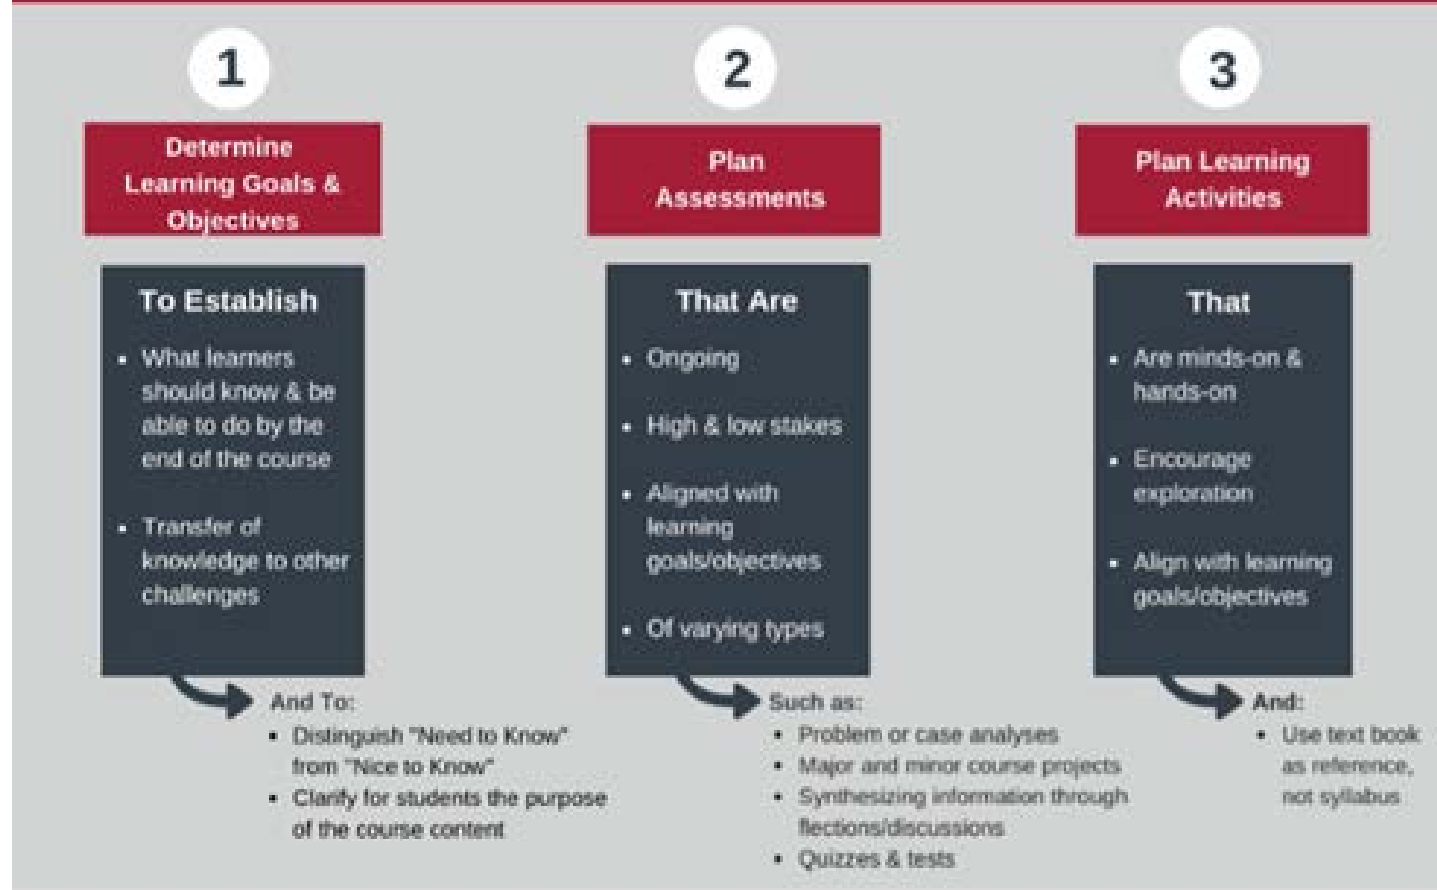 1
Determine
Learning Goals &
Objectives
To Establish
• What learners
should know & be
able to do by the
end of the course
• Transfer of
knowledge to other
challenges
And To:
• Distinguish "Need to Know"
from "Nice to Know"
• Clarify for students the purpose
of the course content
2
Plan
Assessments
That Are
• Ongoing
• High & low stakes
• Aligned with
learning
goals/objectives
• Of varying types
Such as:
• Problem or case analyses
• Major and minor course projects
• Synthesizing information through
flections/discussions
• Quizzes & tests
3
Plan Learning
Activities
That
• Are minds-on &
hands-on
• Encourage
exploration
• Align with learning
goals/objectives
And:
• Use text book
as reference,
not syllabus